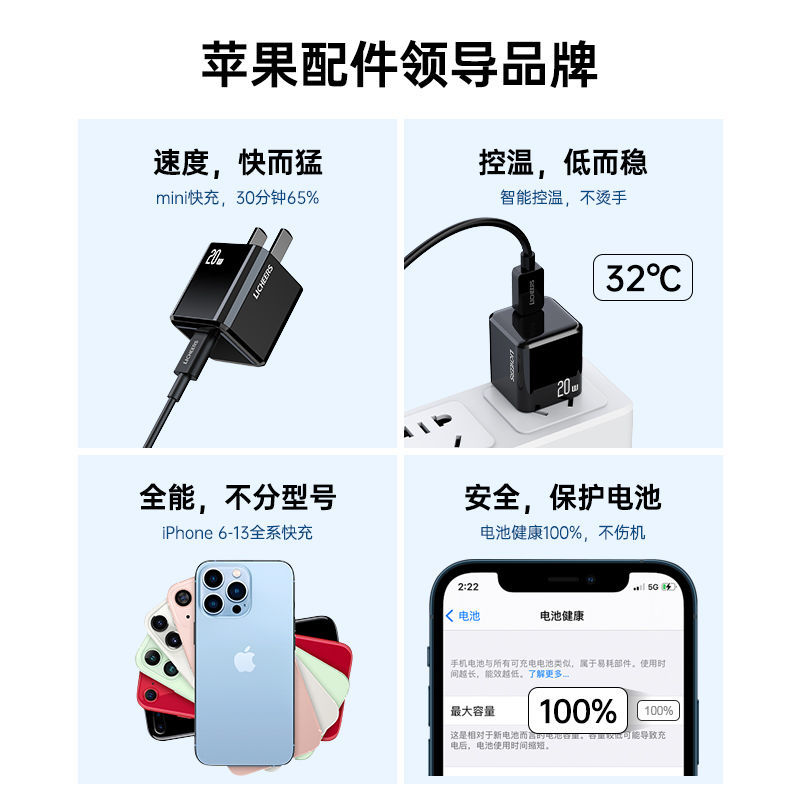 苹果配件领导品牌
速度，快而猛
mini快充，30分钟65%
20w
LICHEERS
LICHEERS
控温，低而稳
智能控温，不烫手
LICHEERS
32℃
LICHEERS
20w
全能，不分型号
iPhone 6-13全系快充
安全，保护电池
电池健康100%，不伤机
2:22
5G
电池
电池健康
手机电池与所有可充电电池类似，属于易耗部件。使用时
间越长，能效越低。了解更多...
最大容量
100%
100%
这是相对于新电池而言的电池容量。容量较低可能导致充
电后，电池使用时间缩短。